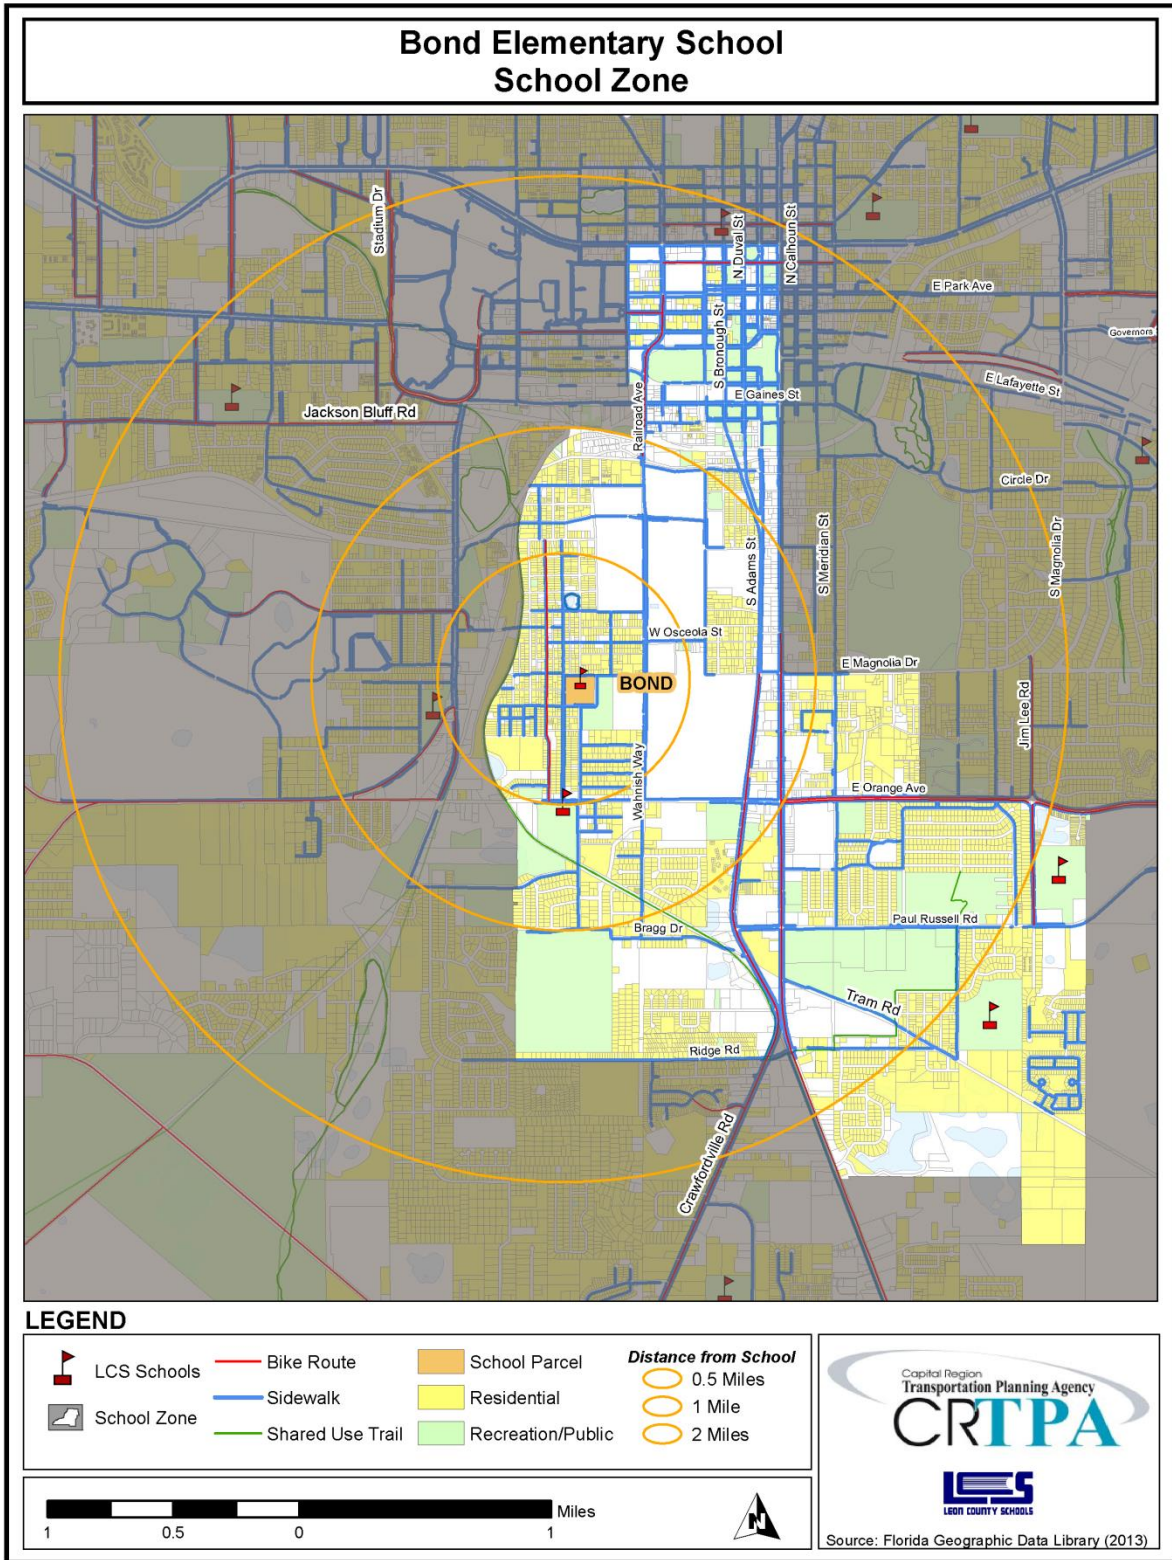 Bond Elementary School
School Zone
Stadium Dr
N Duval St
N Calhoun St
E Park Ave
Governors
S Bronough St
E Lafayette St
E Gaines St
Jackson Bluff Rd
Railroad Ave
Circle Dr
S Adams St
S Meridian St
S Magnolia Dr
W Osceola St
E Magnolia Dr
BOND
Jim Lee Rd
Wahnish Way
E Orange Ave
Paul Russell Rd
Bragg Dr
Tram Rd
Ridge Rd
Crawfordville Rd
LEGEND
LCS Schools
School Zone
Bike Route
Sidewalk
Shared Use Trail
School Parcel
Residential
Recreation/Public
Distance from School
0.5 Miles
1 Mile
2 Miles
Miles
1 0.5 0 1
N
Capital Region
Transportation Planning Agency
CRTPA
LCS
LEON COUNTY SCHOOLS
Source: Florida Geographic Data Library (2013)